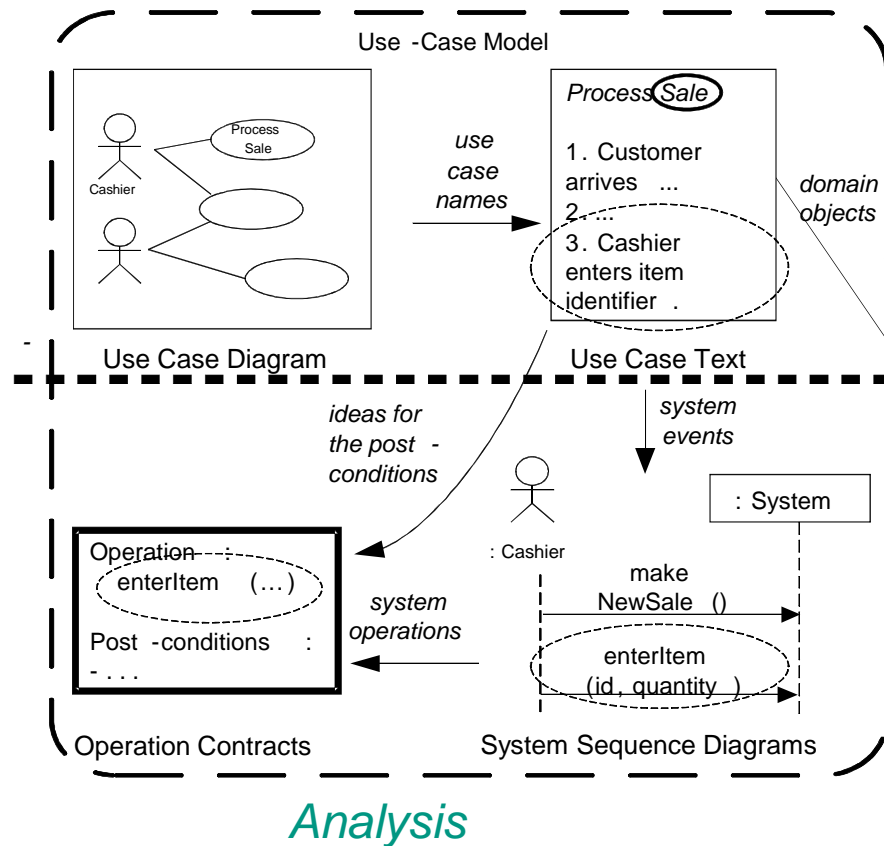 Use -Case Model
Process
Sale
Cashier
Use Case Diagram
use
case
names
Process Sale
1. Customer
arrives ...
2. ...
3. Cashier
enters item
identifier .
Use Case Text
domain
objects
-
ideas for
the post -
conditions
system
events
Operation :
enterItem (...)
Post -conditions :
- ...
Operation Contracts
system
operations
: Cashier
: System
make
NewSale ()
enterItem
(id, quantity )
System Sequence Diagrams
Analysis